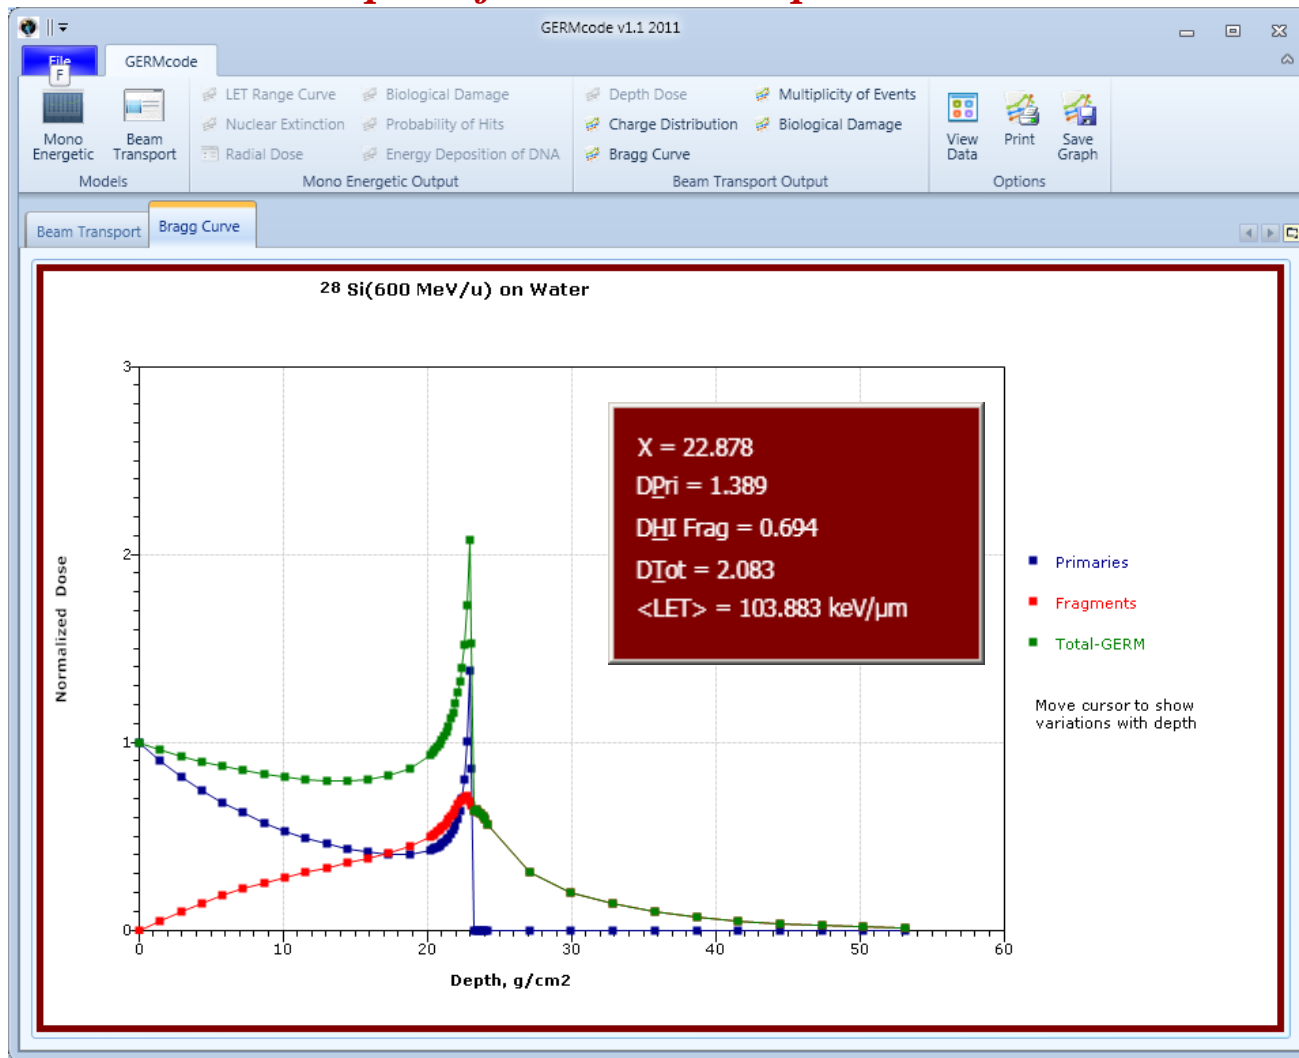 GERMcode v1.1 2011
File
F
GERMcode
LET Range Curve
Biological Damage
Nuclear Extinction
Probability of Hits
Radial Dose
Energy Deposition of DNA
Mono
Energetic
Beam
Transport
Models
Mono Energetic Output
Depth Dose
Multiplicity of Events
Charge Distribution
Biological Damage
Bragg Curve
Beam Transport Output
View
Data
Print
Save
Graph
Options
Beam Transport
Bragg Curve
28 Si(600 MeV/u) on Water
X = 22.878
DPri = 1.389
DHI Frag = 0.694
DTot = 2.083
<LET> = 103.883 keV/µm
Primaries
Fragments
Total-GERM
Move cursor to show
variations with depth
Normalized Dose
3
2
1
0
0 10 20 30 40 50 60
Depth, g/cm2